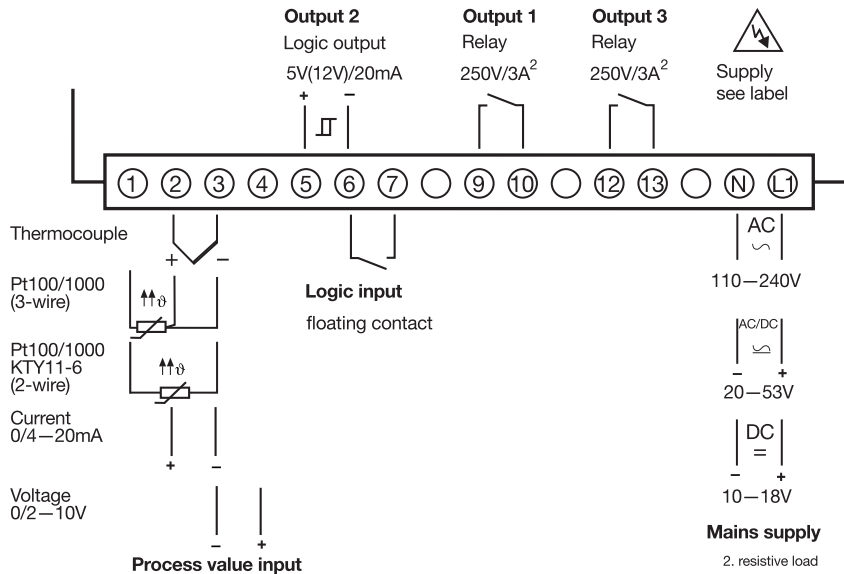 Output 2
Logic output
5V(12V)/20mA
+ −
Output 1
Relay
250V/3A²
Output 3
Relay
250V/3A²
Supply
see label
1 2 3 4 5 6 7 9 10 12 13 N L1
Thermocouple
+ −
Pt100/1000
(3-wire)
ϑ
Pt100/1000
KTY11-6
(2-wire)
ϑ
Current
0/4—20mA
+ −
Voltage
0/2—10V
− +
Process value input
Logic input
floating contact
AC
110—240V
AC/DC
− +
20—53V
DC
=
− +
10—18V
Mains supply
2. resistive load